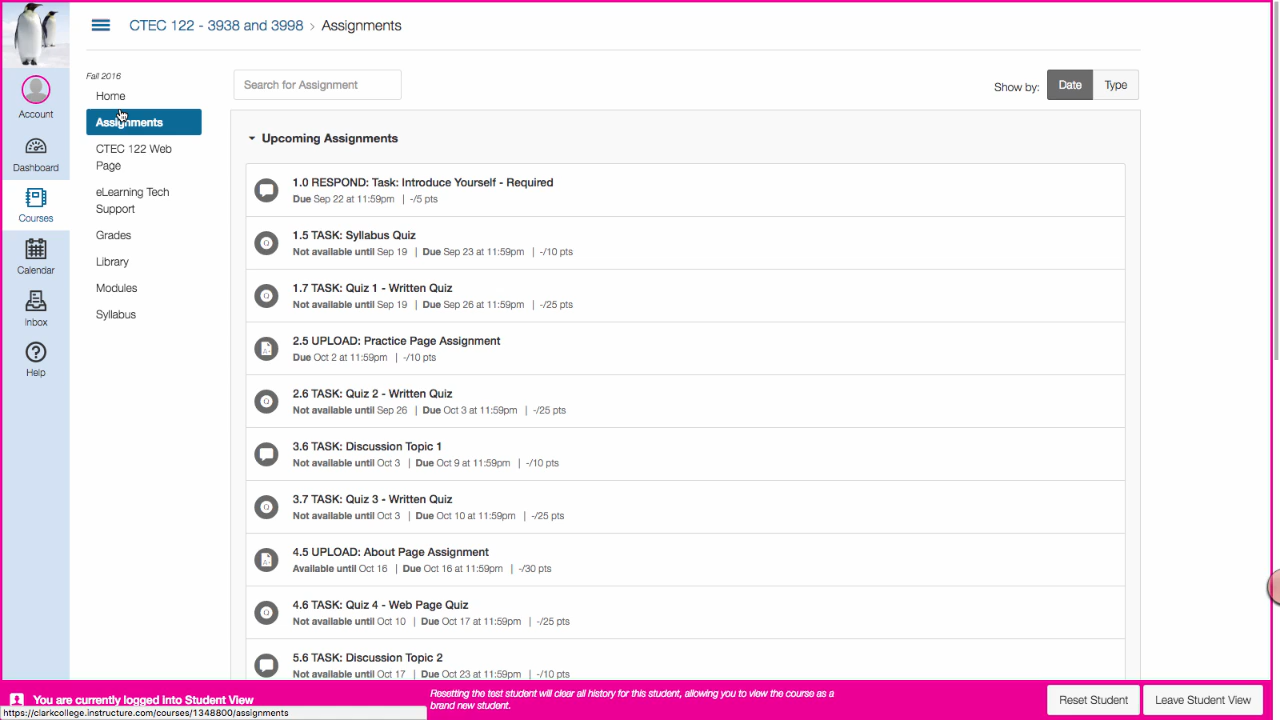 CTEC 122 - 3938 and 3998 › Assignments
Account
Dashboard
Courses
Calendar
Inbox
Help
Fall 2016
Home
Assignments
CTEC 122 Web
Page
eLearning Tech
Support
Grades
Library
Modules
Syllabus
Search for Assignment
Show by:
Date
Type
Upcoming Assignments
1.0 RESPOND: Task: Introduce Yourself - Required
Due Sep 22 at 11:59pm | -/5 pts
1.5 TASK: Syllabus Quiz
Not available until Sep 19 | Due Sep 23 at 11:59pm | -/10 pts
1.7 TASK: Quiz 1 - Written Quiz
Not available until Sep 19 | Due Sep 26 at 11:59pm | -/25 pts
2.5 UPLOAD: Practice Page Assignment
Due Oct 2 at 11:59pm | -/10 pts
2.6 TASK: Quiz 2 - Written Quiz
Not available until Sep 26 | Due Oct 3 at 11:59pm | -/25 pts
3.6 TASK: Discussion Topic 1
Not available until Oct 3 | Due Oct 9 at 11:59pm | -/10 pts
3.7 TASK: Quiz 3 - Written Quiz
Not available until Oct 3 | Due Oct 10 at 11:59pm | -/25 pts
4.5 UPLOAD: About Page Assignment
Available until Oct 16 | Due Oct 16 at 11:59pm | -/30 pts
4.6 TASK: Quiz 4 - Web Page Quiz
Not available until Oct 10 | Due Oct 17 at 11:59pm | -/25 pts
5.6 TASK: Discussion Topic 2
Not available until Oct 17 | Due Oct 23 at 11:59pm | -/10 pts
You are currently logged into Student View
Resetting the test student will clear all history for this student, allowing you to view the course as a
brand new student.
Reset Student
Leave Student View
https://clarkcollege.instructure.com/courses/1348800/assignments